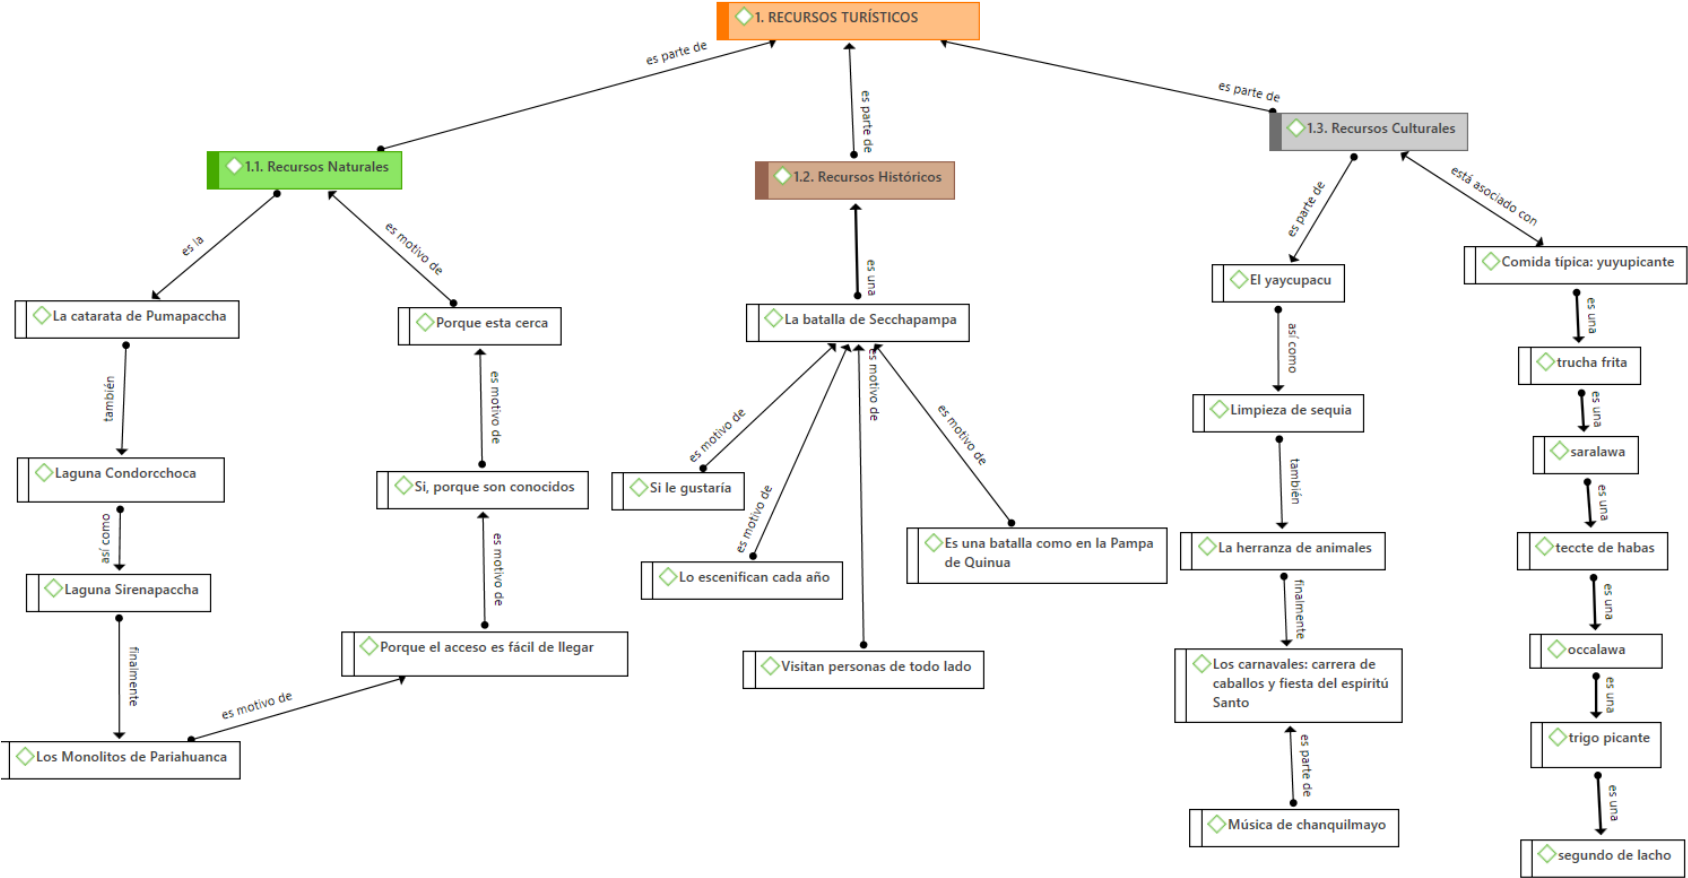 1. RECURSOS TURÍSTICOS
es parte de
es parte de
es parte de
1.1. Recursos Naturales
1.2. Recursos Históricos
1.3. Recursos Culturales
es la
es motivo de
es una
es parte de
está asociado con
La catarata de Pumapaccha
Porque esta cerca
La batalla de Secchapampa
El yaycupacu
Comida típica: yuyupicante
también
es motivo de
es motivo de
es motivo de
es motivo de
es motivo de
así como
es una
trucha frita
Limpieza de sequia
es una
saralawa
Laguna Condorcchoca
Si, porque son conocidos
Si le gustaría
también
es una
así como
es motivo de
Lo escenifican cada año
Es una batalla como en la Pampa
de Quinua
La herranza de animales
teccte de habas
Laguna Sirenapaccha
finalmente
es una
finalmente
Porque el acceso es fácil de llegar
Visitan personas de todo lado
Los carnavales: carrera de
caballos y fiesta del espiritú
Santo
occalawa
es una
es motivo de
Los Monolitos de Pariahuanca
trigo picante
es parte de
es una
Música de chanquilmayo
segundo de lacho